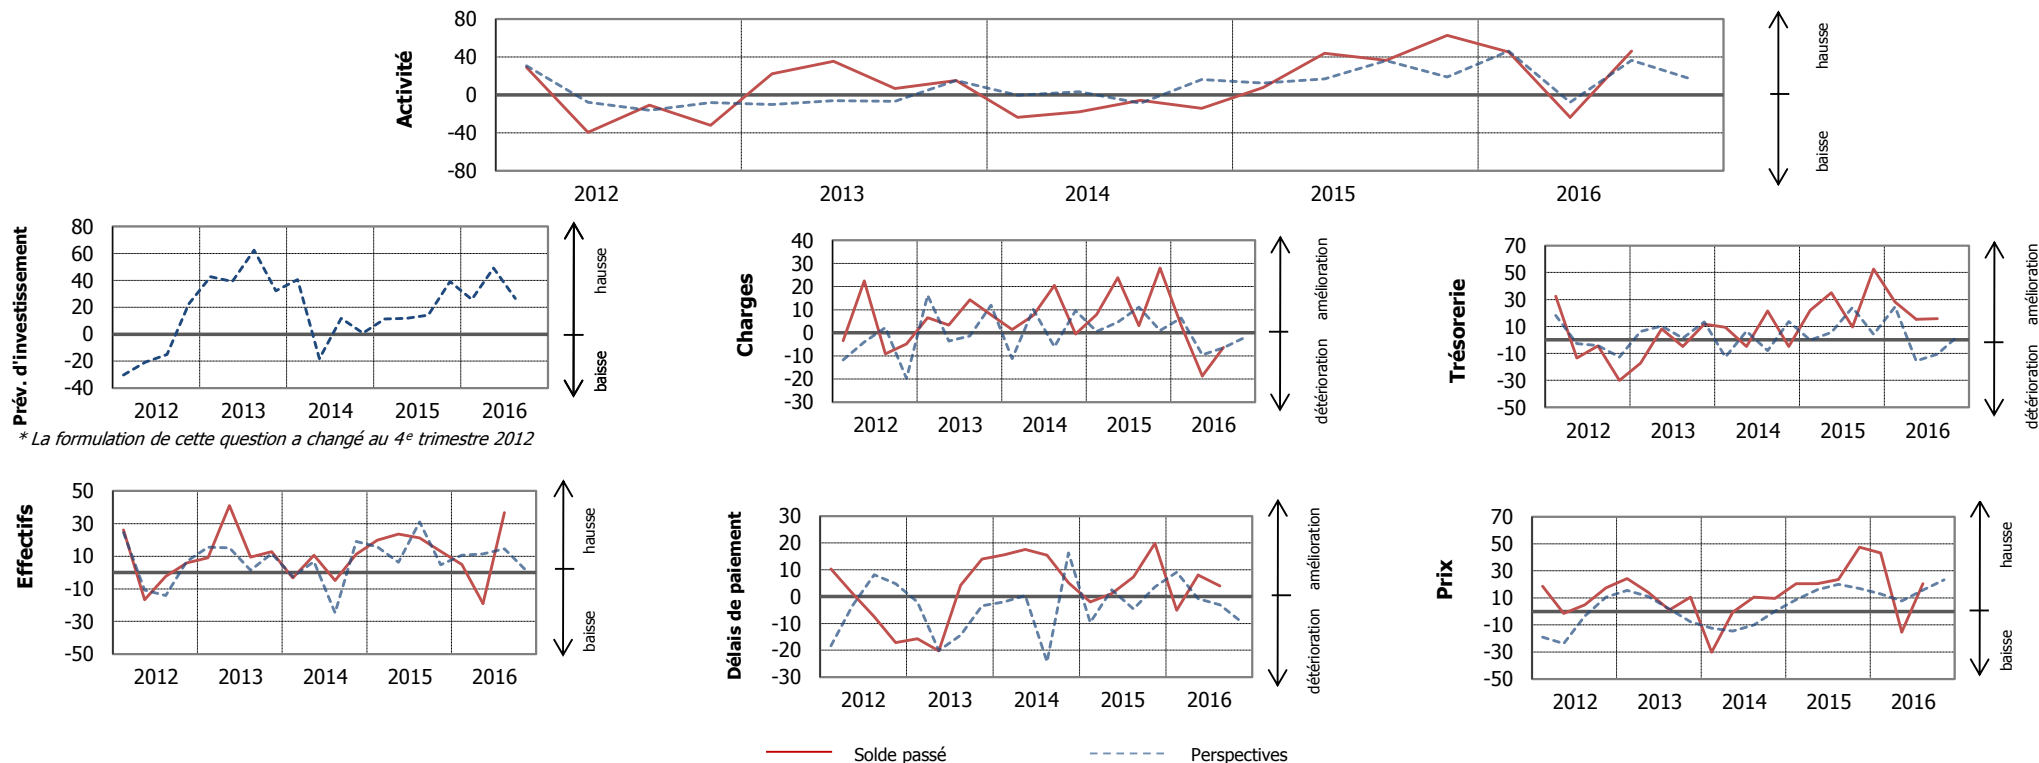 Activité
80
40
0
-40
-80
2012 2013 2014 2015 2016
hausse
baisse
Prév. d'investissement
80
60
40
20
0
-20
-40
2012 2013 2014 2015 2016
hausse
baisse
* La formulation de cette question a changé au 4e trimestre 2012
Charges
40
30
20
10
0
-10
-20
-30
2012 2013 2014 2015 2016
amélioration
détérioration
Trésorerie
70
50
30
10
-10
-30
-50
2012 2013 2014 2015 2016
amélioration
détérioration
Effectifs
50
30
10
-10
-30
-50
2012 2013 2014 2015 2016
hausse
baisse
Délais de paiement
30
20
10
0
-10
-20
-30
2012 2013 2014 2015 2016
amélioration
détérioration
Prix
70
50
30
10
-10
-30
-50
2012 2013 2014 2015 2016
hausse
baisse
Solde passé Perspectives